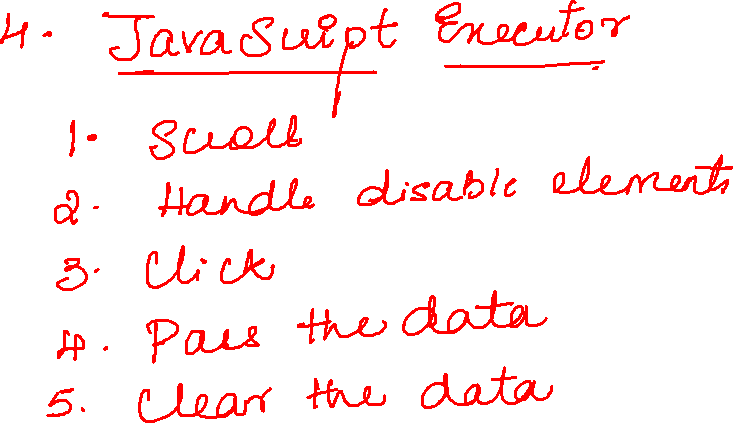 4. JavaScript Executor
1. Scroll
2. Handle disable elements
3. Click
4. Pass the data
5. Clear the data